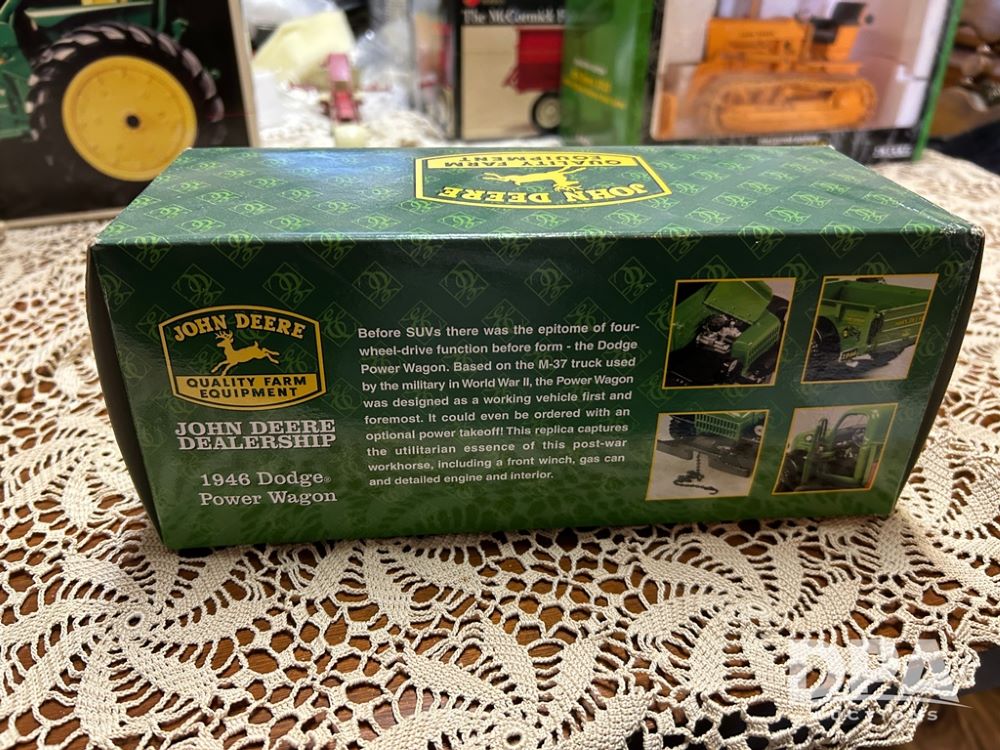 The McCormick
JOHN DEERE
QUALITY FARM
EQUIPMENT
JOHN DEERE
QUALITY FARM
EQUIPMENT
JOHN DEERE
DEALERSHIP
1946 Dodge®
Power Wagon
Before SUVs there was the epitome of four-
wheel-drive function before form - the Dodge
Power Wagon. Based on the M-37 truck used
by the military in World War II, the Power Wagon
was designed as a working vehicle first and
foremost. It could even be ordered with an
optional power takeoff! This replica captures
the utilitarian essence of this post-war
workhorse, including a front winch, gas can
and detailed engine and interior.